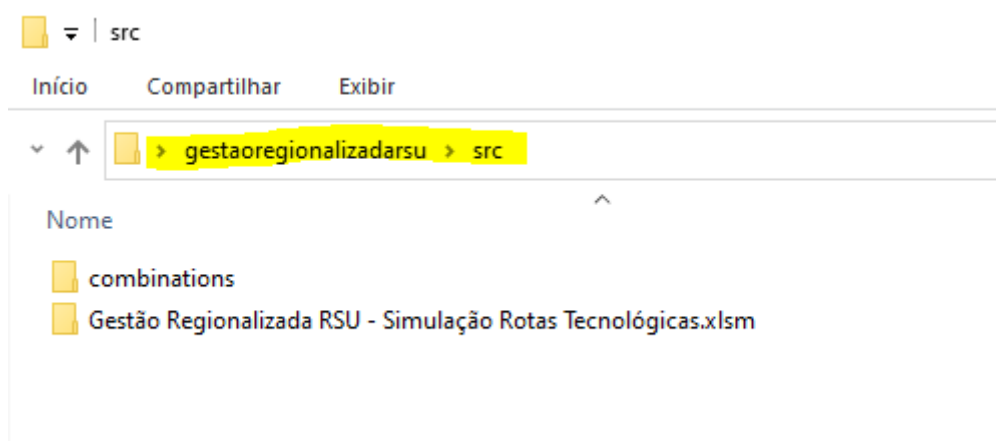 src
Início Compartilhar Exibir
gestaoregionalizadarsu > src
Nome
combinations
Gestão Regionalizada RSU - Simulação Rotas Tecnológicas.xlsm